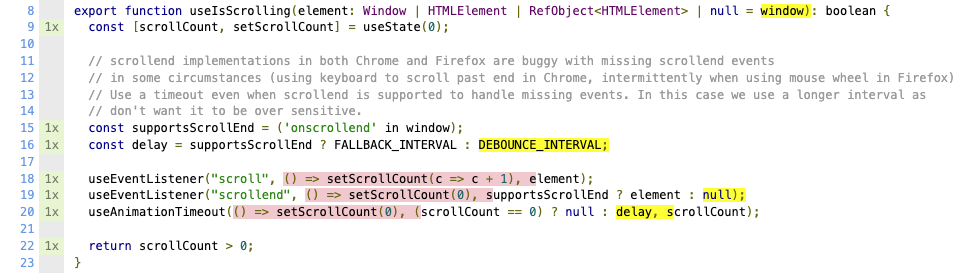 8 export function useIsScrolling(element: Window | HTMLElement | RefObject<HTMLElement> | null = window): boolean {
9 1x const [scrollCount, setScrollCount] = useState(0);
10
11 // scrollend implementations in both Chrome and Firefox are buggy with missing scrollend events
12 // in some circumstances (using keyboard to scroll past end in Chrome, intermittently when using mouse wheel in Firefox)
13 // Use a timeout even when scrollend is supported to handle missing events. In this case we use a longer interval as
14 // don't want it to be over sensitive.
15 1x const supportsScrollEnd = ('onscrollend' in window);
16 1x const delay = supportsScrollEnd ? FALLBACK_INTERVAL : DEBOUNCE_INTERVAL;
17
18 1x useEventListener("scroll", () => setScrollCount(c => c + 1), element);
19 1x useEventListener("scrollend", () => setScrollCount(0), supportsScrollEnd ? element : null);
20 1x useAnimationTimeout(() => setScrollCount(0), (scrollCount == 0) ? null : delay, scrollCount);
21
22 1x return scrollCount > 0;
23 }